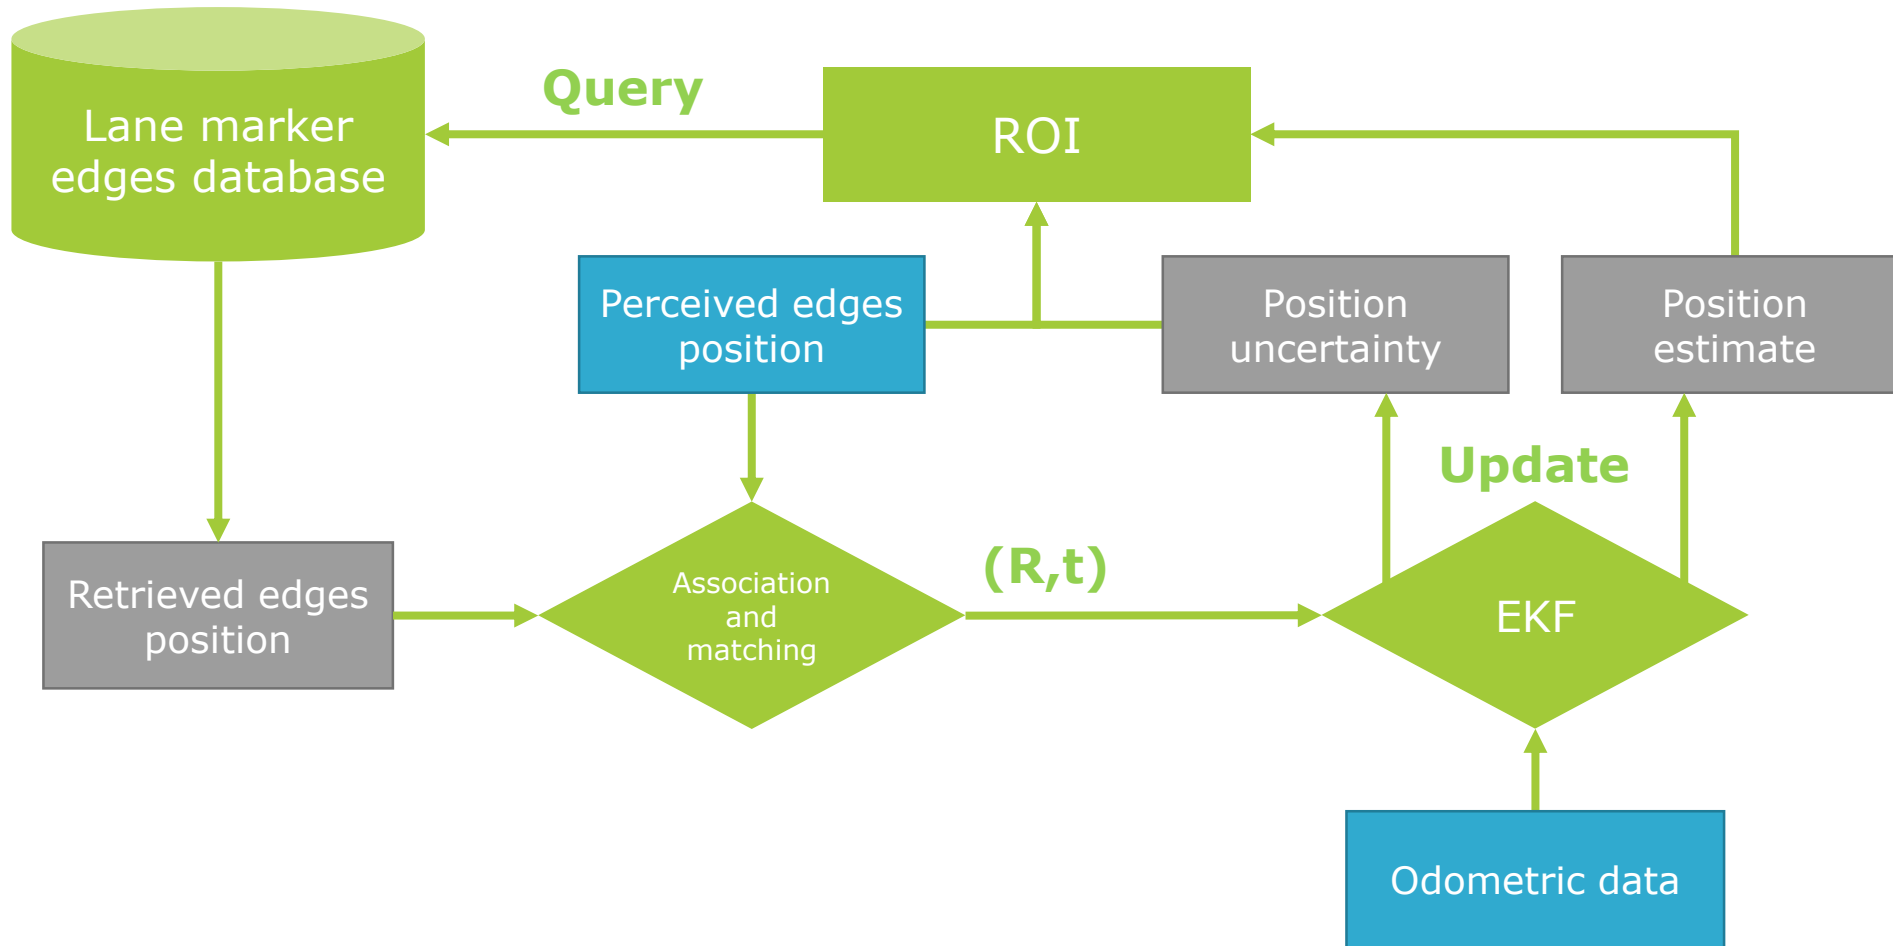 Lane marker
edges database
Query
ROI
Perceived edges
position
Position
uncertainty
Position
estimate
Update
Retrieved edges
position
Association
and
matching
(R,t)
EKF
Odometric data